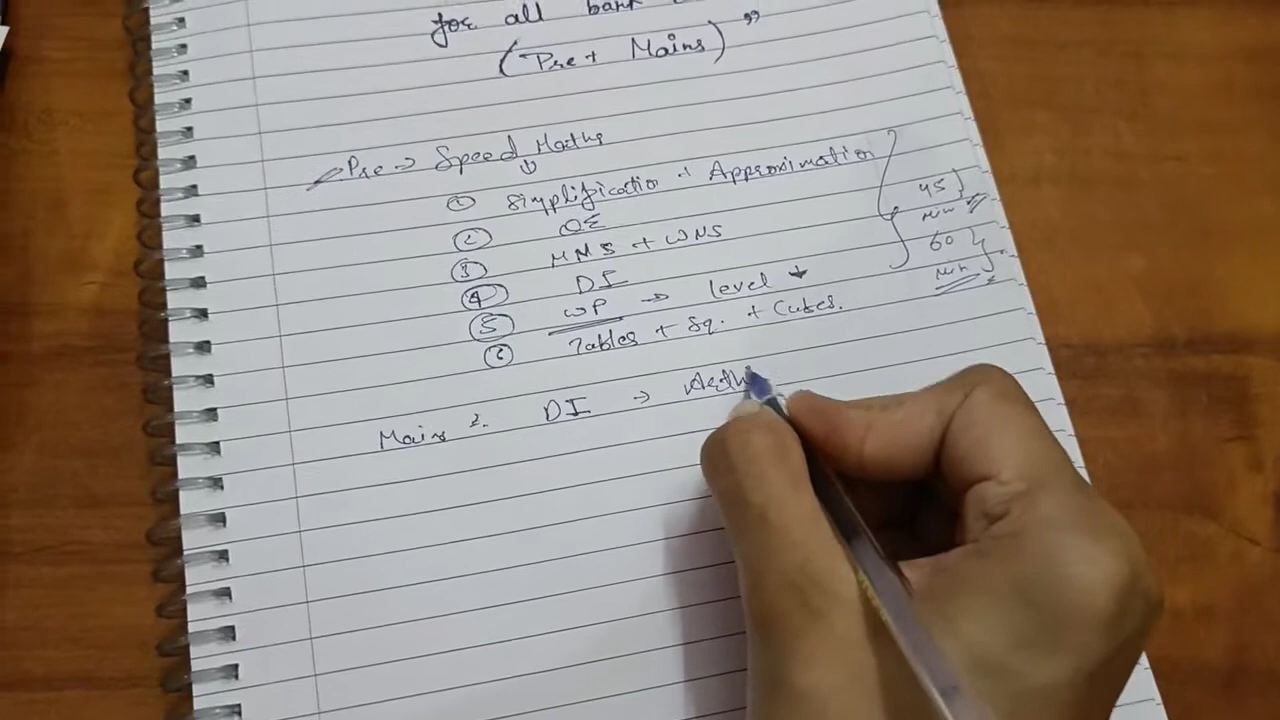 for all bank
(Pre + Mains) "
Pre → Speed Maths
↓
① Simplification + Approximation
② QE
③ MNS + WNS
④ DI
⑤ WP → level ↓
⑥ Tables + Sq. + Cubes.
45
Min
60
Min
Mains : DI → Arith